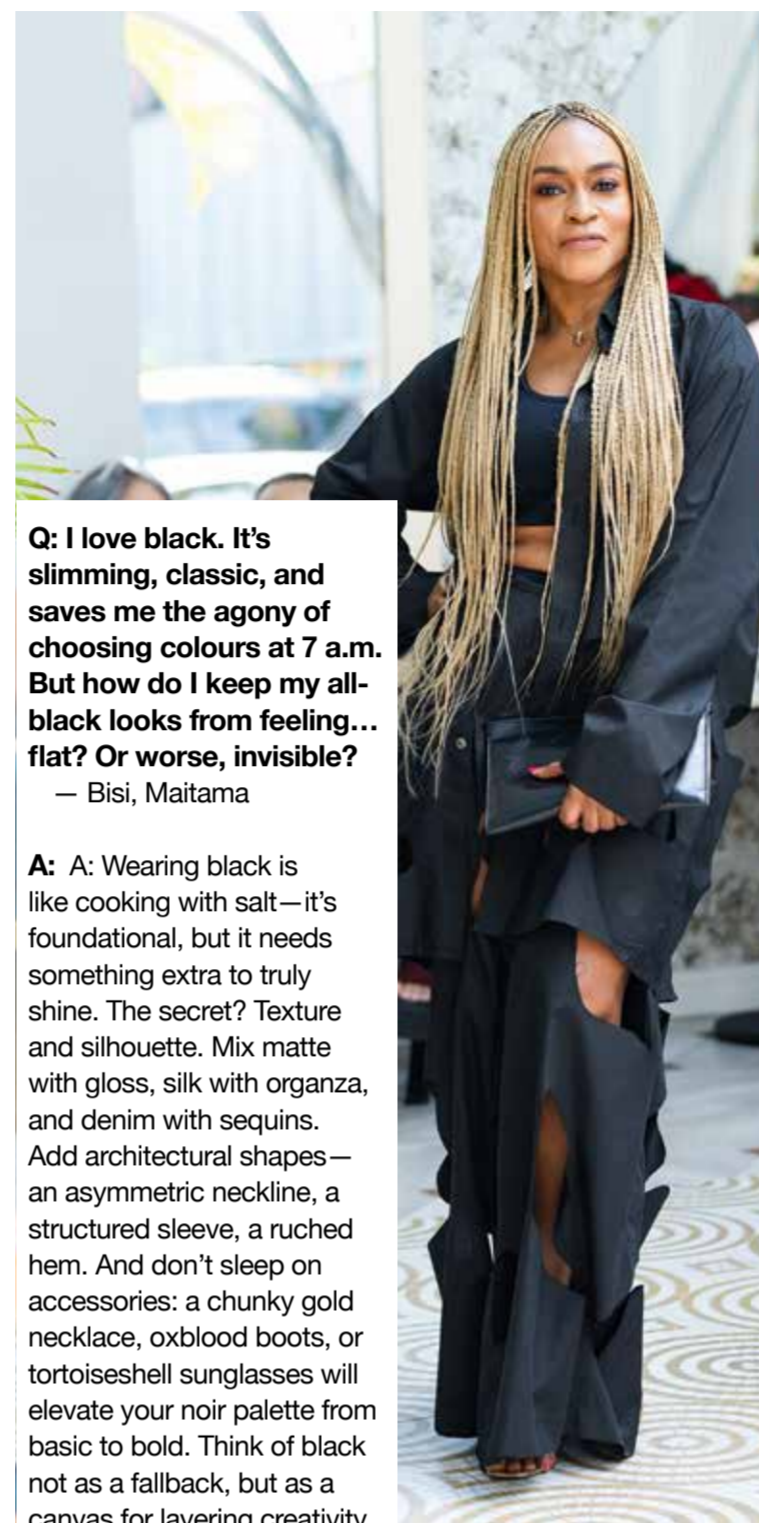 Q: I love black. It’s
slimming, classic, and
saves me the agony of
choosing colours at 7 a.m.
But how do I keep my all-
black looks from feeling…
flat? Or worse, invisible?
— Bisi, Maitama
A: A: Wearing black is
like cooking with salt—it’s
foundational, but it needs
something extra to truly
shine. The secret? Texture
and silhouette. Mix matte
with gloss, silk with organza,
and denim with sequins.
Add architectural shapes—
an asymmetric neckline, a
structured sleeve, a ruched
hem. And don’t sleep on
accessories: a chunky gold
necklace, oxblood boots, or
tortoiseshell sunglasses will
elevate your noir palette from
basic to bold. Think of black
not as a fallback, but as a
canvas for layering creativity